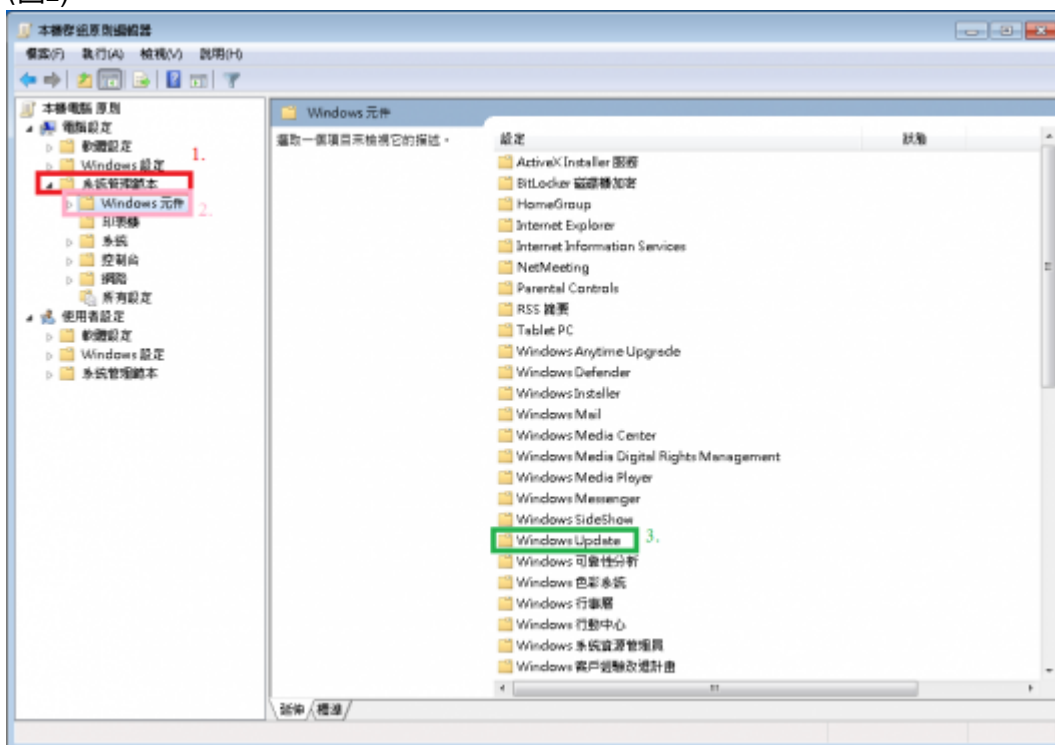 本機群組原則編輯器
檔案(F) 執行(A) 檢視(V) 說明(H)
本機電腦 原則
電腦設定
軟體設定
Windows 設定
1.
系統管理範本
Windows 元件
2.
印表機
系統
控制台
網路
所有設定
使用者設定
軟體設定
Windows 設定
系統管理範本
Windows 元件
選取一個項目來檢視它的描述。
設定 狀態
ActiveX Installer 服務
BitLocker 磁碟機加密
HomeGroup
Internet Explorer
Internet Information Services
NetMeeting
Parental Controls
RSS 摘要
Tablet PC
Windows Anytime Upgrade
Windows Defender
Windows Installer
Windows Mail
Windows Media Center
Windows Media Digital Rights Management
Windows Media Player
Windows Messenger
Windows SideShow
Windows Update
3.
Windows 可靠性分析
Windows 色彩系統
Windows 行事曆
Windows 行動中心
Windows 系統資源管理員
Windows 客戶經驗改進計畫
延伸 標準